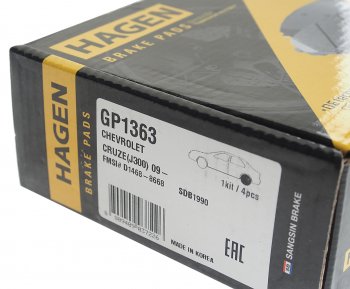 HAGEN
BRAKE PADS
HAGEN
BRAKE PADS
GP1363
CHEVROLET
CRUZE(J300) 09-
FMSI# D1468-8668
SDB1990
1kit / 4pcs
MADE IN KOREA
EAC
SANGSIN BRAKE